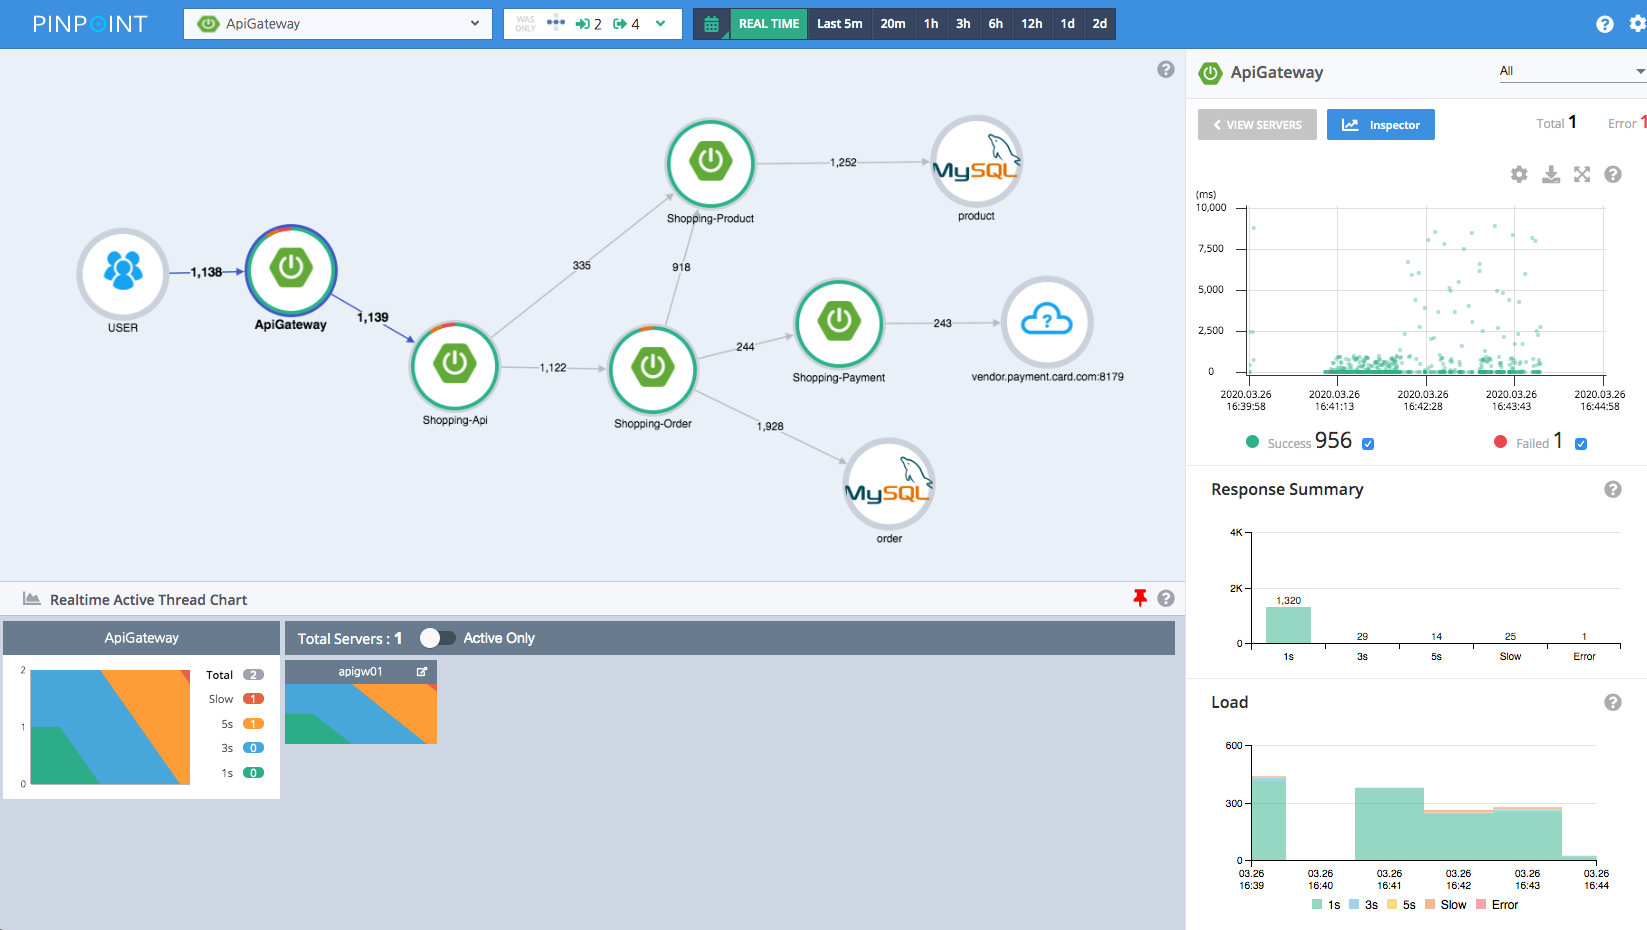 PINPOINT
ApiGateway
WAS ONLY
2
4
REAL TIME
Last 5m
20m
1h
3h
6h
12h
1d
2d
USER
1,138
ApiGateway
1,139
Shopping-Api
335
1,122
Shopping-Product
918
Shopping-Order
1,252
MySQL
product
244
Shopping-Payment
243
vendor.payment.card.com:8179
1,928
MySQL
order
ApiGateway
All
VIEW SERVERS
Inspector
Total 1
Error 1
(ms)
10,000
7,500
5,000
2,500
0
2020.03.26 16:39:58
2020.03.26 16:41:13
2020.03.26 16:42:28
2020.03.26 16:43:43
2020.03.26 16:44:58
Success 956
Failed 1
Response Summary
4K
2K
0
1,320
29
14
25
1
1s
3s
5s
Slow
Error
Load
600
300
0
03.26 16:39
03.26 16:40
03.26 16:41
03.26 16:42
03.26 16:43
03.26 16:44
1s
3s
5s
Slow
Error
Realtime Active Thread Chart
ApiGateway
2
1
0
Total 2
Slow 1
5s 1
3s 0
1s 0
Total Servers : 1
Active Only
apigw01